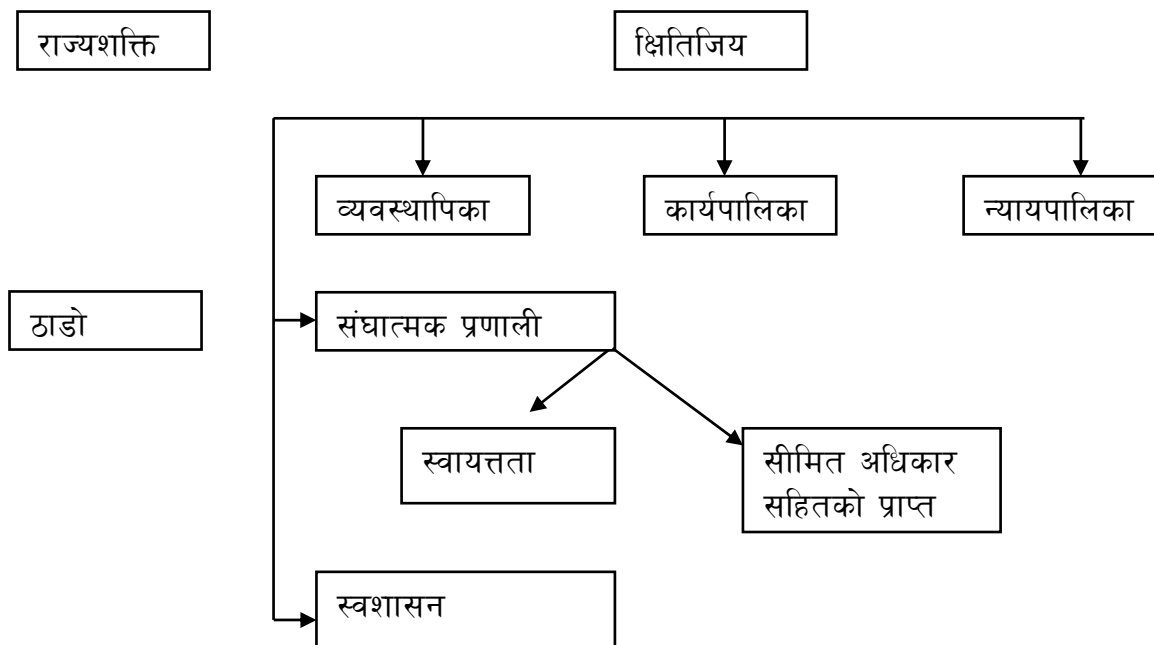 राज्यशक्ति
क्षितिजिय
व्यवस्थापिका
कार्यपालिका
न्यायपालिका
ठाडो
संघात्मक प्रणाली
स्वायत्तता
सीमित अधिकार
सहितको प्राप्त
स्वशासन